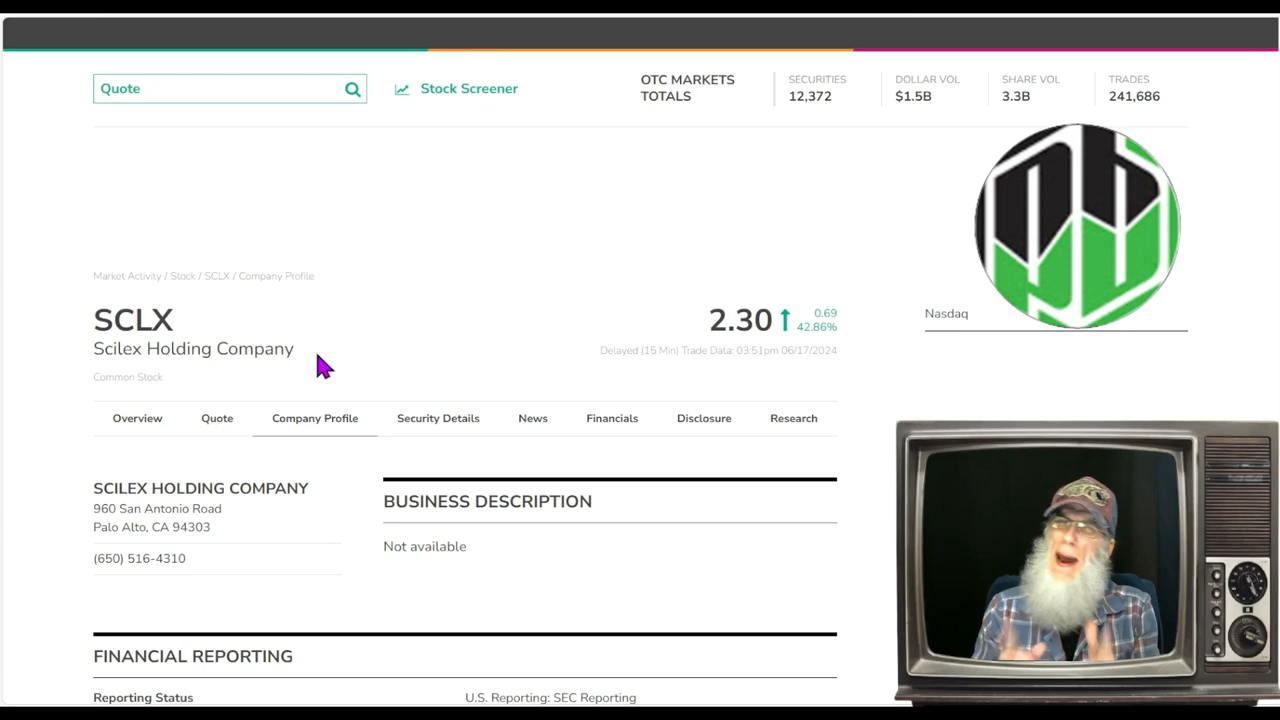 Quote
Stock Screener
OTC MARKETS TOTALS
SECURITIES
12,372
DOLLAR VOL
$1.5B
SHARE VOL
3.3B
TRADES
241,686
Market Activity / Stock / SCLX / Company Profile
SCLX
Scilex Holding Company
Common Stock
2.30
0.69
42.86%
Delayed (15 Min) Trade Data: 03:51pm 06/17/2024
Nasdaq
Overview
Quote
Company Profile
Security Details
News
Financials
Disclosure
Research
SCILEX HOLDING COMPANY
960 San Antonio Road
Palo Alto, CA 94303
(650) 516-4310
BUSINESS DESCRIPTION
Not available
FINANCIAL REPORTING
Reporting Status
U.S. Reporting: SEC Reporting